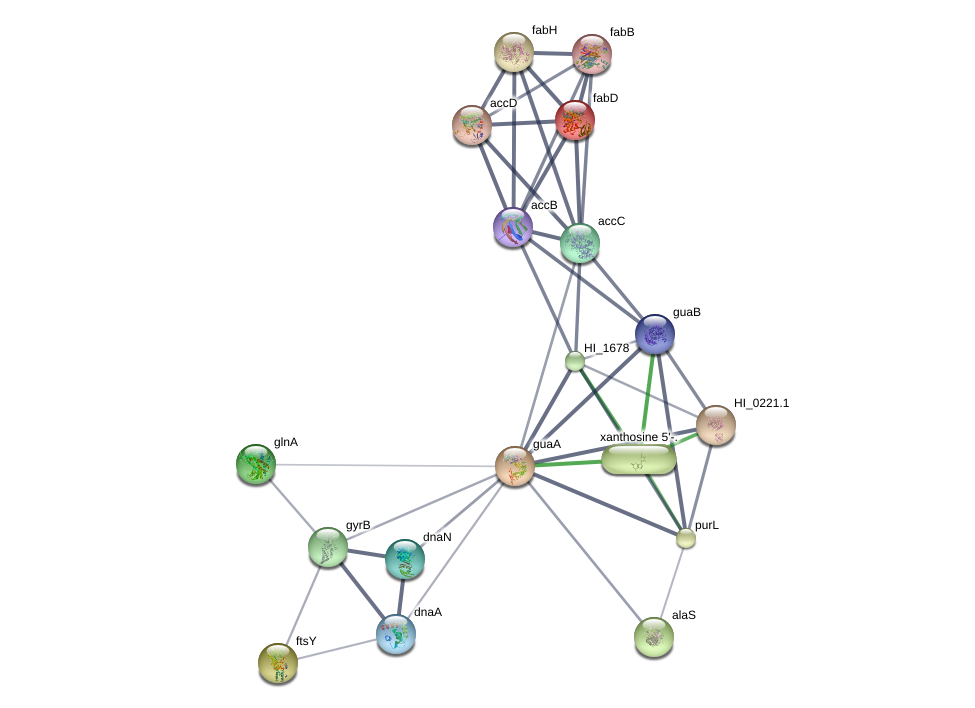 fabH
fabB
fabD
accD
accB
accC
guaB
HI_1678
HI_0221.1
xanthosine 5'-.
guaA
glnA
gyrB
dnaN
purL
dnaA
alaS
ftsY